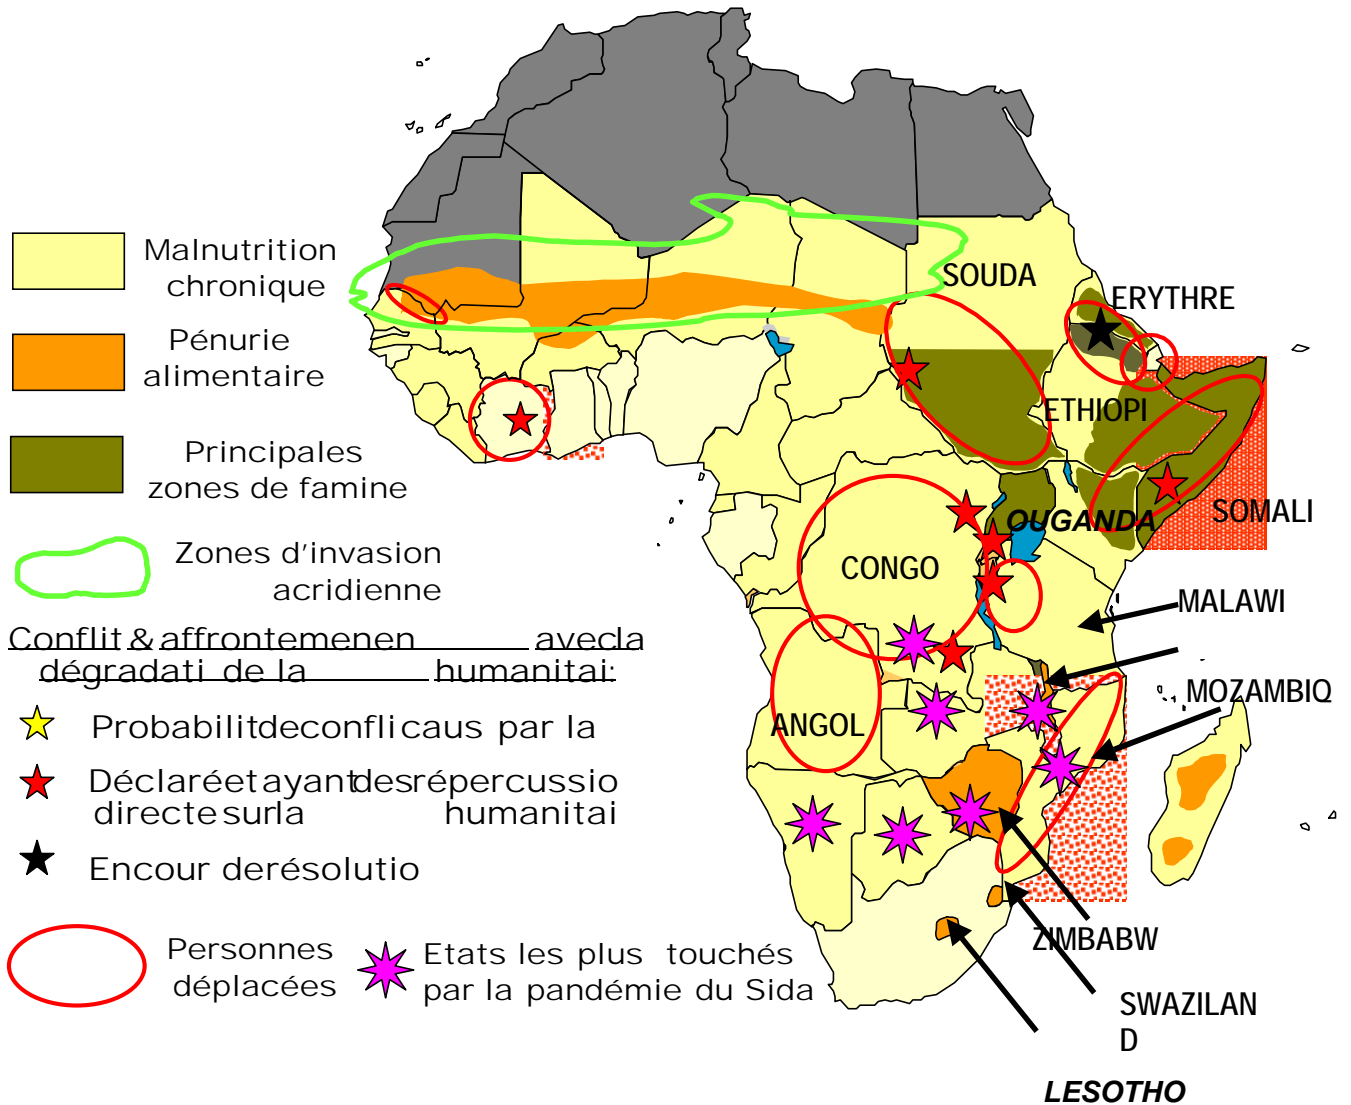 Malnutrition
chronique
Pénurie
alimentaire
Principales
zones de famine
Zones d'invasion
acridienne
Conflit & affrontemenen avecla
dégradati de la humanitai:
Probabilitdeconflicaus par la
Déclaréetayantdesrépercussio
directesurla humanitai
Encour derésolutio
Personnes
déplacées
Etats les plus touchés
par la pandémie du Sida
SOUDA
ERYTHRE
ETHIOPI
SOMALI
OUGANDA
CONGO
MALAWI
MOZAMBIQ
ANGOL
ZIMBABW
SWAZILAN
D
LESOTHO